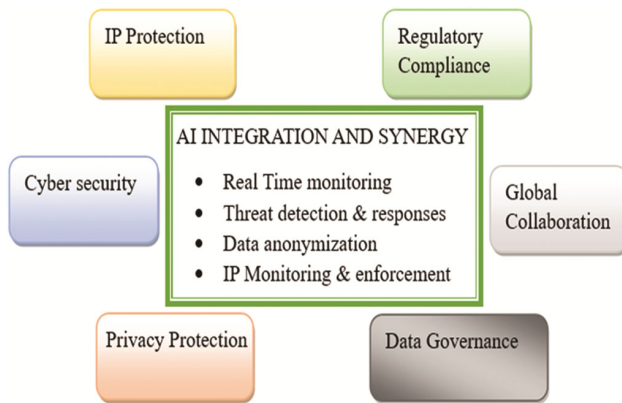 IP Protection
Regulatory
Compliance
AI INTEGRATION AND SYNERGY
• Real Time monitoring
• Threat detection & responses
• Data anonymization
• IP Monitoring & enforcement
Cyber security
Global
Collaboration
Privacy Protection
Data Governance